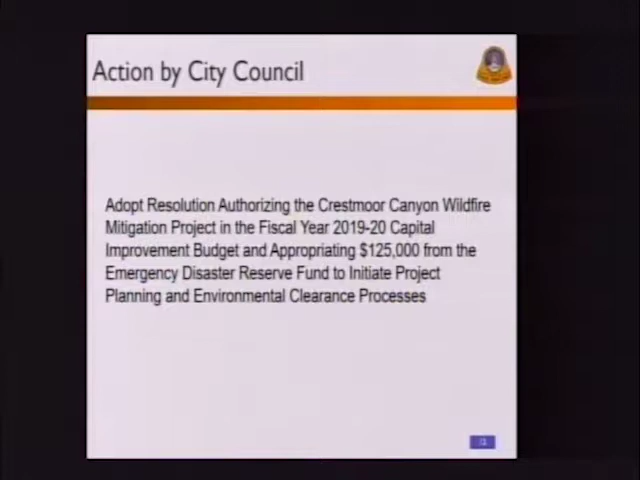 Action by City Council
Adopt Resolution Authorizing the Crestmoor Canyon Wildfire
Mitigation Project in the Fiscal Year 2019-20 Capital
Improvement Budget and Appropriating $125,000 from the
Emergency Disaster Reserve Fund to Initiate Project
Planning and Environmental Clearance Processes